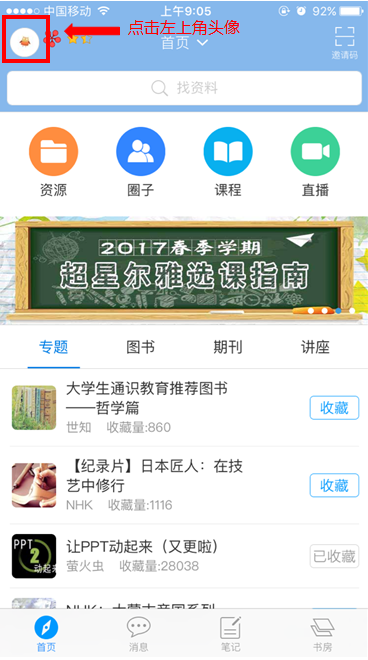 中国移动
上午9:05
92%
点击左上角头像
首页
邀请码
找资料
资源
圈子
课程
直播
2017春季学期
超星尔雅选课指南
专题
图书
期刊
讲座
大学生通识教育推荐图书
——哲学篇
世知 收藏量:860
收藏
【纪录片】日本匠人：在技
艺中修行
NHK 收藏量:1116
收藏
PPT
2
动起来
让PPT动起来（又更啦）
萤火虫 收藏量:28038
已收藏
首页
消息
笔记
书房